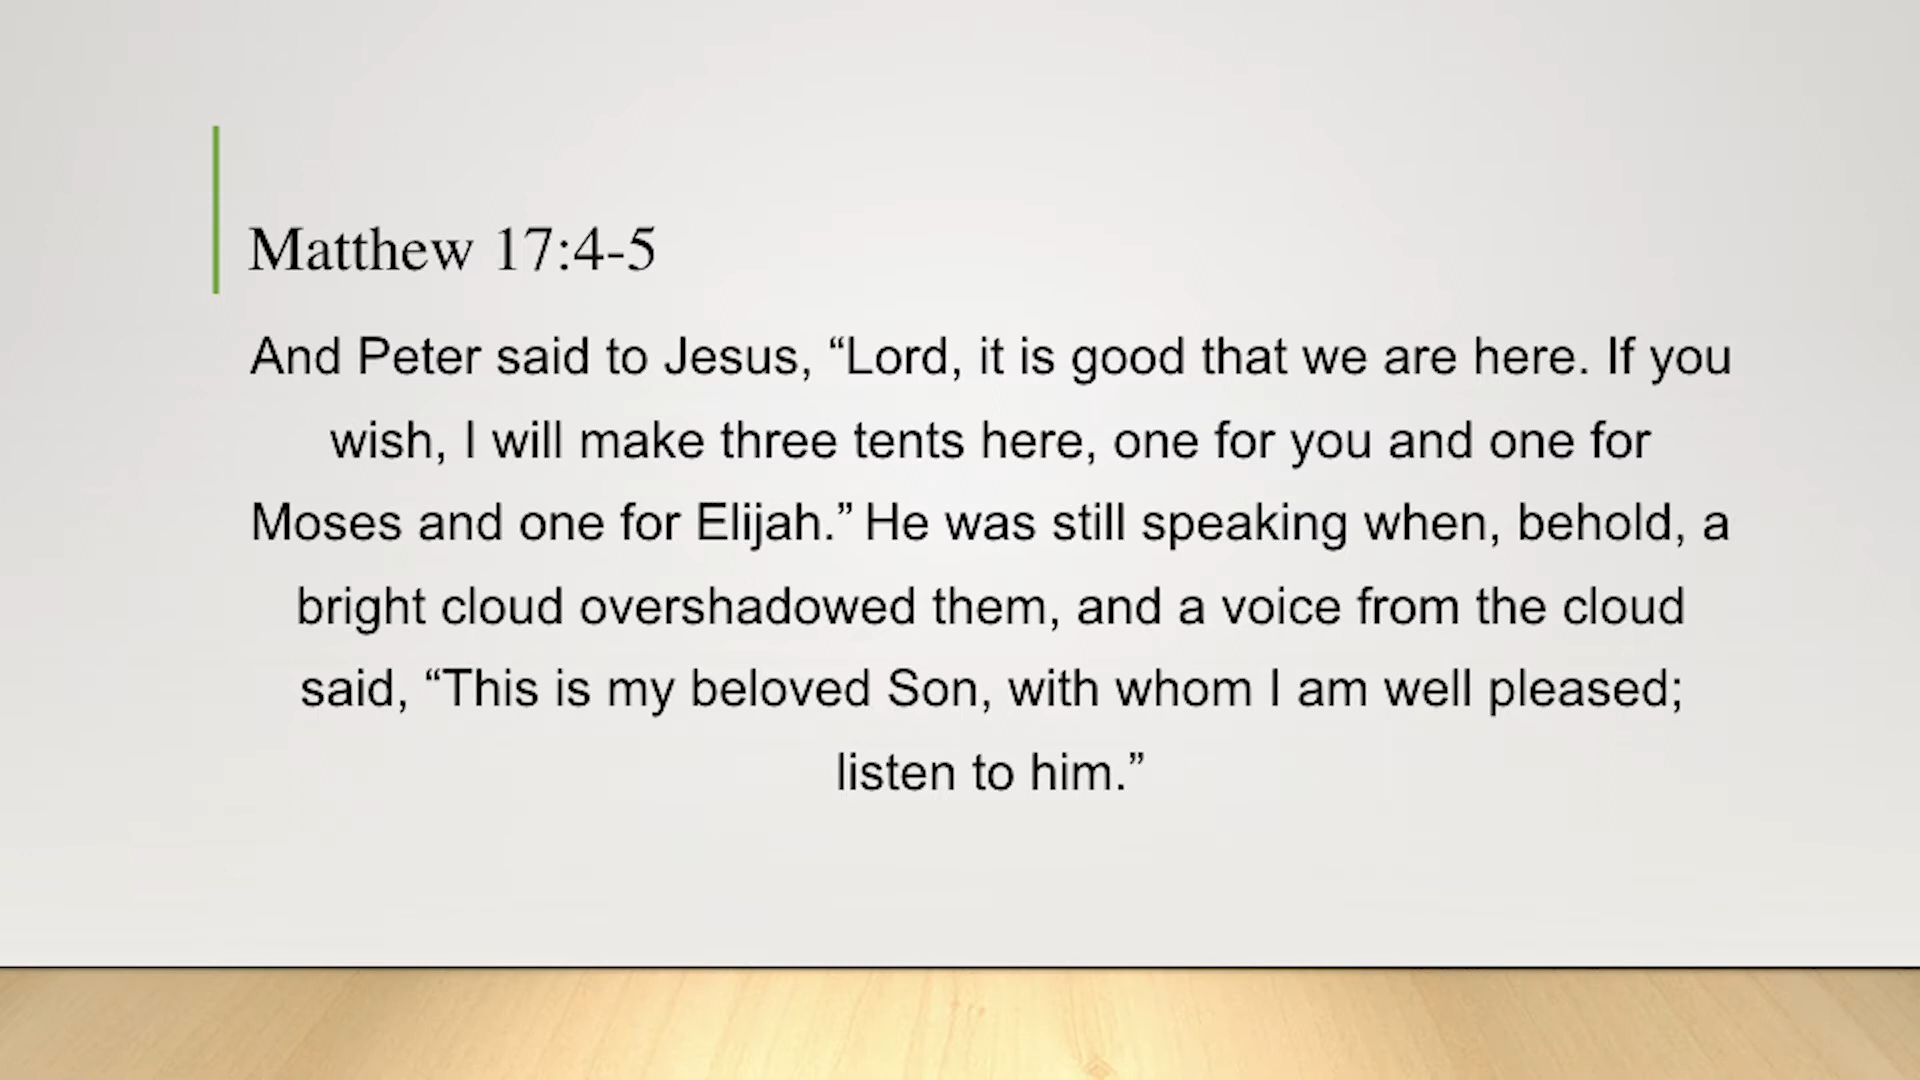 Matthew 17:4-5
And Peter said to Jesus, “Lord, it is good that we are here. If you
wish, I will make three tents here, one for you and one for
Moses and one for Elijah.” He was still speaking when, behold, a
bright cloud overshadowed them, and a voice from the cloud
said, “This is my beloved Son, with whom I am well pleased;
listen to him.”